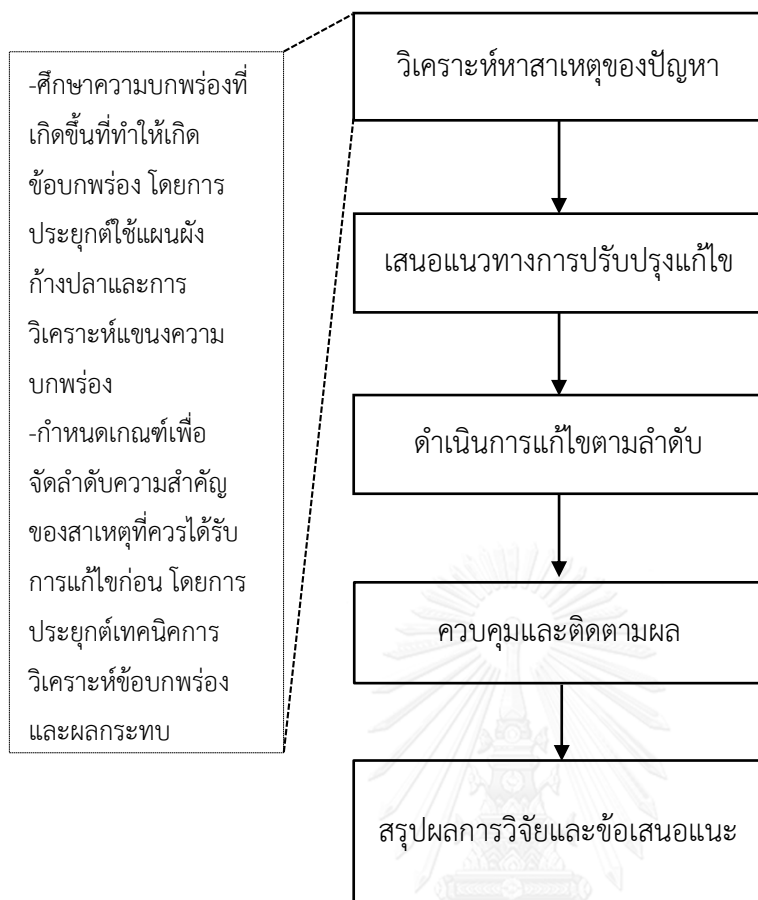 วิเคราะห์หาสาเหตุของปัญหา
-ศึกษาความบกพร่องที่
เกิดขึ้นที่ทำให้เกิด
ข้อบกพร่อง โดยการ
ประยุกต์ใช้แผนผัง
ก้างปลาและการ
วิเคราะห์แขนงความ
บกพร่อง
-กำหนดเกณฑ์เพื่อ
จัดลำดับความสำคัญ
ของสาเหตุที่ควรได้รับ
การแก้ไขก่อน โดยการ
ประยุกต์เทคนิคการ
วิเคราะห์ข้อบกพร่อง
และผลกระทบ
เสนอแนวทางการปรับปรุงแก้ไข
ดำเนินการแก้ไขตามลำดับ
ควบคุมและติดตามผล
สรุปผลการวิจัยและข้อเสนอแนะ